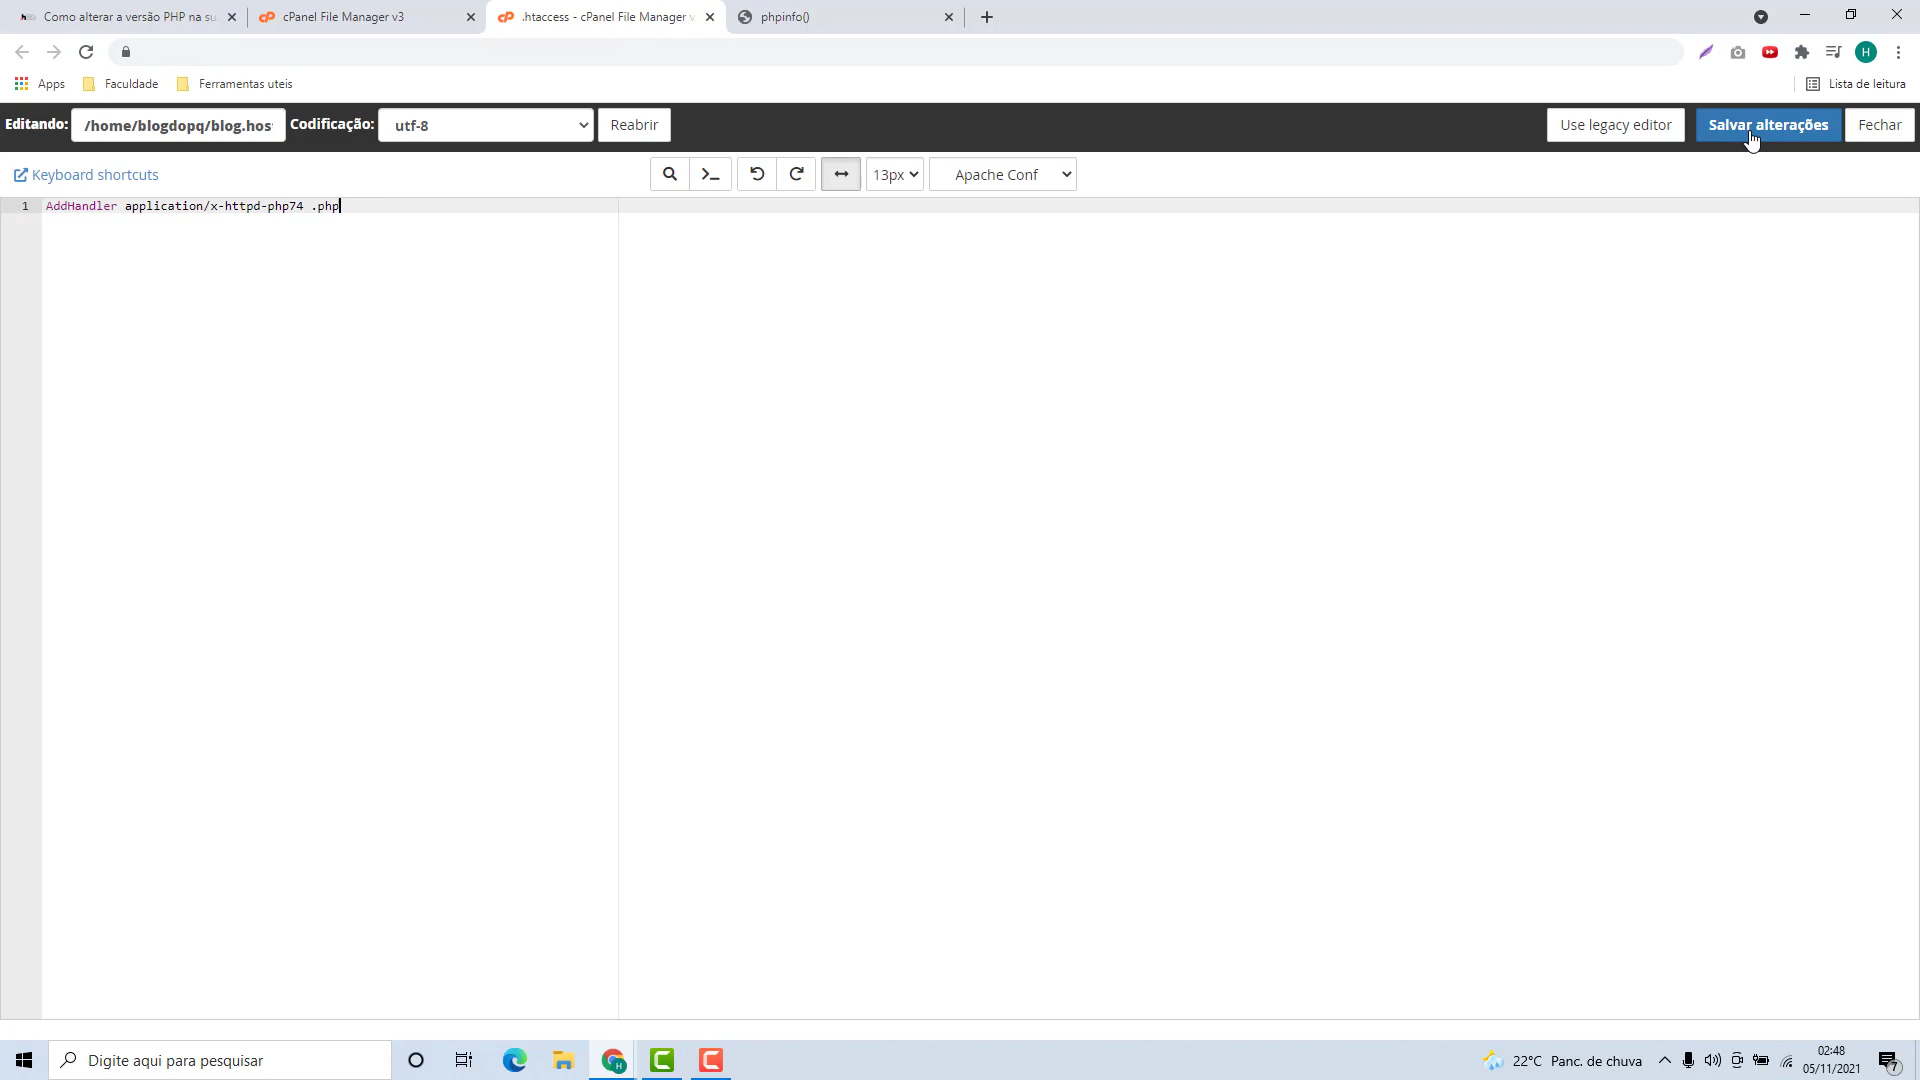 Como alterar a versão PHP na su
cPanel File Manager v3
.htaccess - cPanel File Manager v
phpinfo()
H
Apps
Faculdade
Ferramentas uteis
Lista de leitura
Editando:
/home/blogdopq/blog.hos
Codificação:
utf-8
Reabrir
Use legacy editor
Salvar alterações
Fechar
Keyboard shortcuts
13px
Apache Conf
1 AddHandler application/x-httpd-php74 .php
Digite aqui para pesquisar
22°C Panc. de chuva
02:48
05/11/2021
7